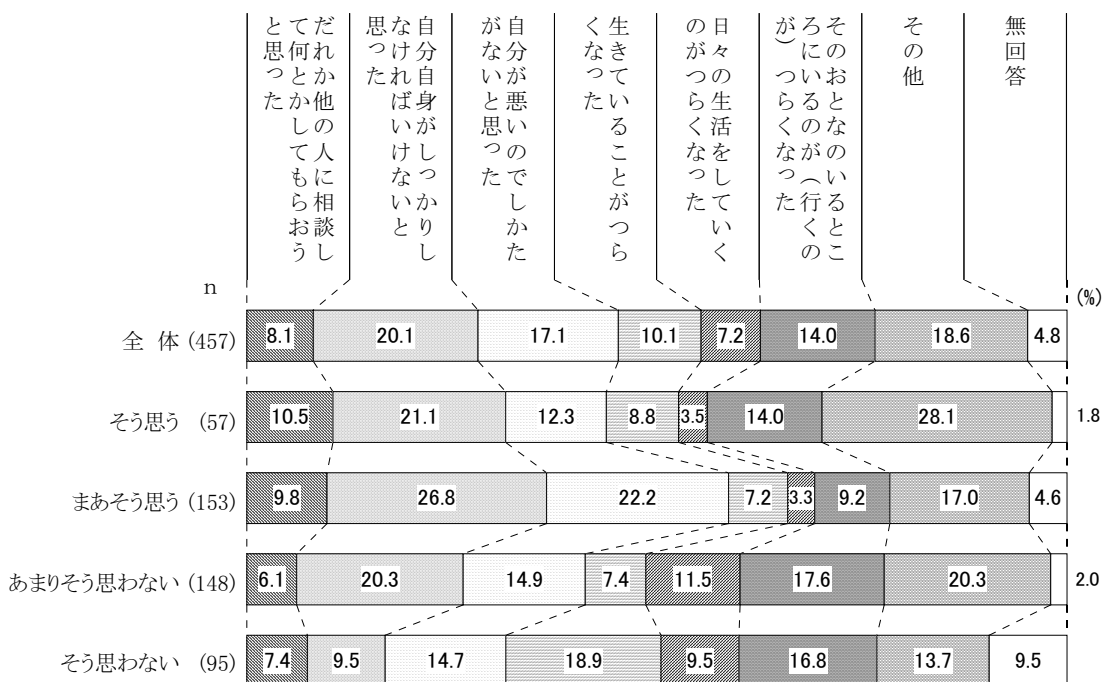 だれか他の人に相談し
て何とかしてもらおう
と思った
自分自身がしっかりし
なければいけないと
思った
自分が悪いのでしかた
がないと思った
生きていることがつら
くなった
日々の生活をしていく
のがつらくなった
そのおとなのいるとこ
ろにいるのが（行くの
が）つらくなった
その他
無回答
n
(%)
全 体 (457) 8.1 20.1 17.1 10.1 7.2 14.0 18.6 4.8
そう思う (57) 10.5 21.1 12.3 8.8 3.5 14.0 28.1 1.8
まあそう思う (153) 9.8 26.8 22.2 7.2 3.3 9.2 17.0 4.6
あまりそう思わない (148) 6.1 20.3 14.9 7.4 11.5 17.6 20.3 2.0
そう思わない (95) 7.4 9.5 14.7 18.9 9.5 16.8 13.7 9.5